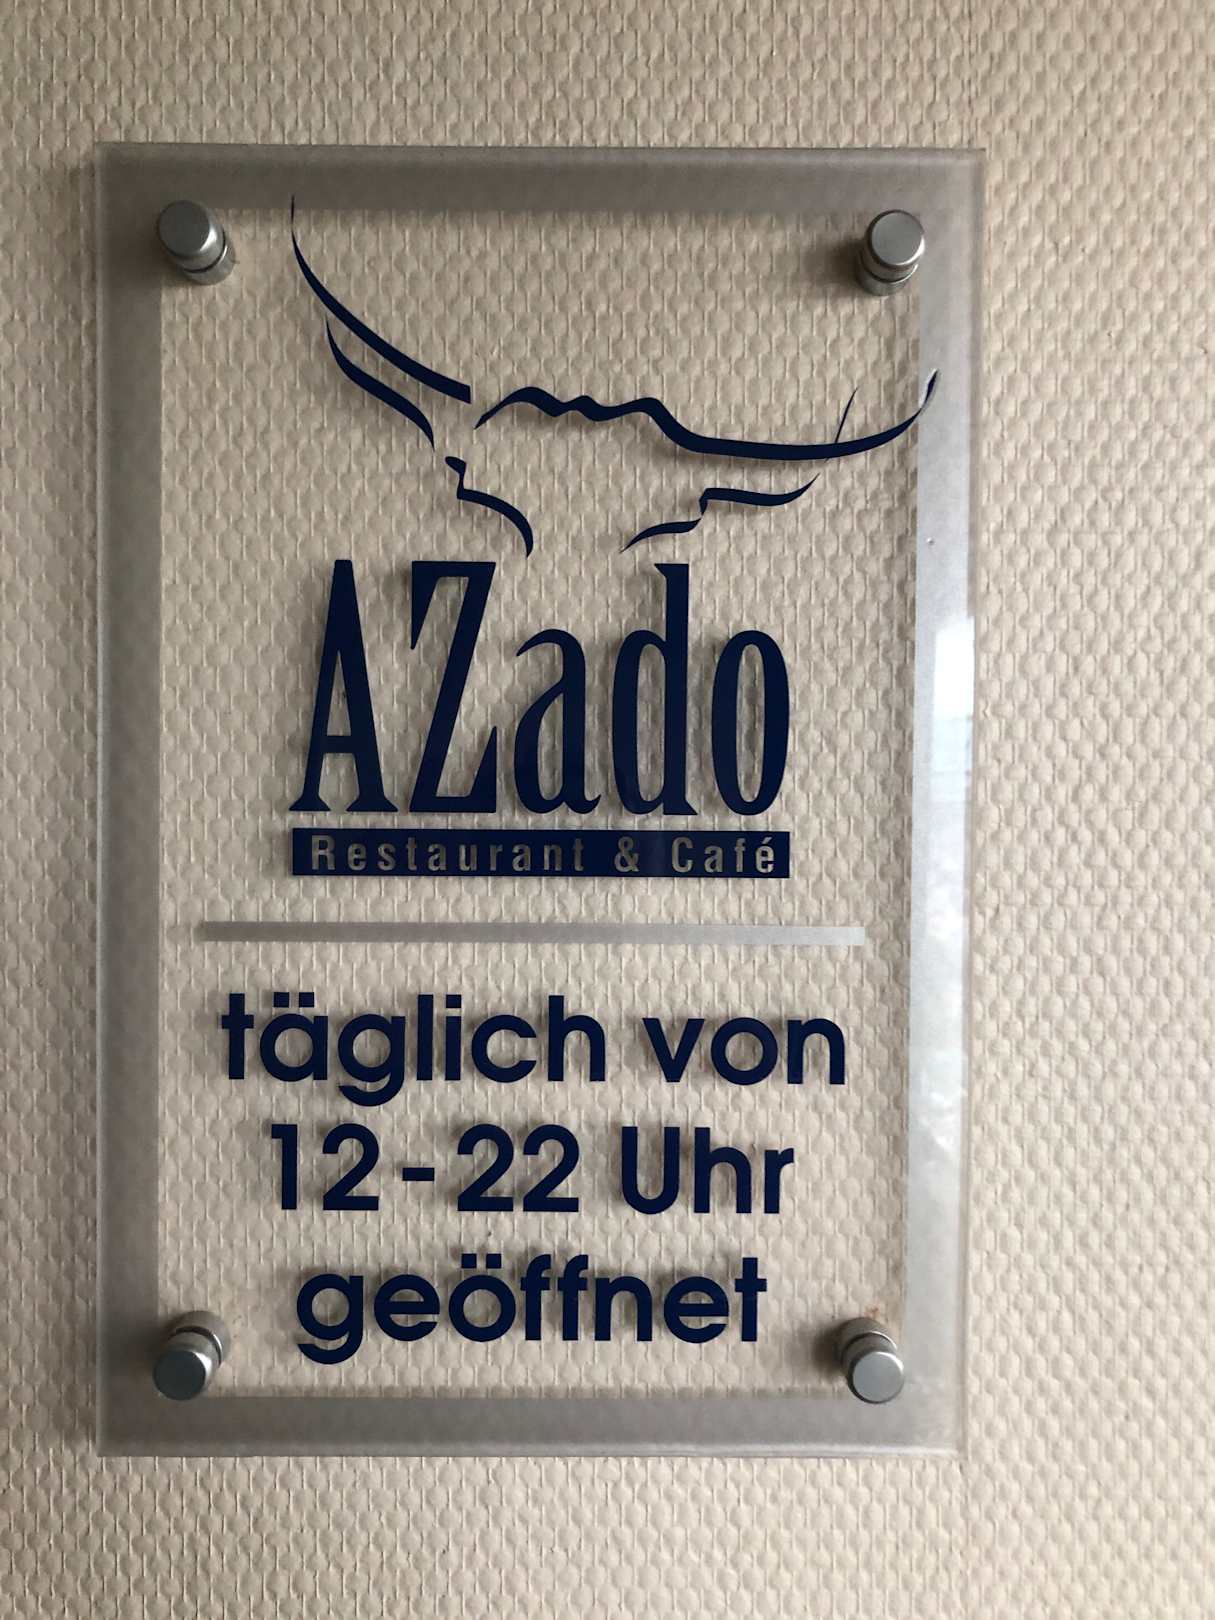 AZado
Restaurant & Café
täglich von
12-22 Uhr
geöffnet